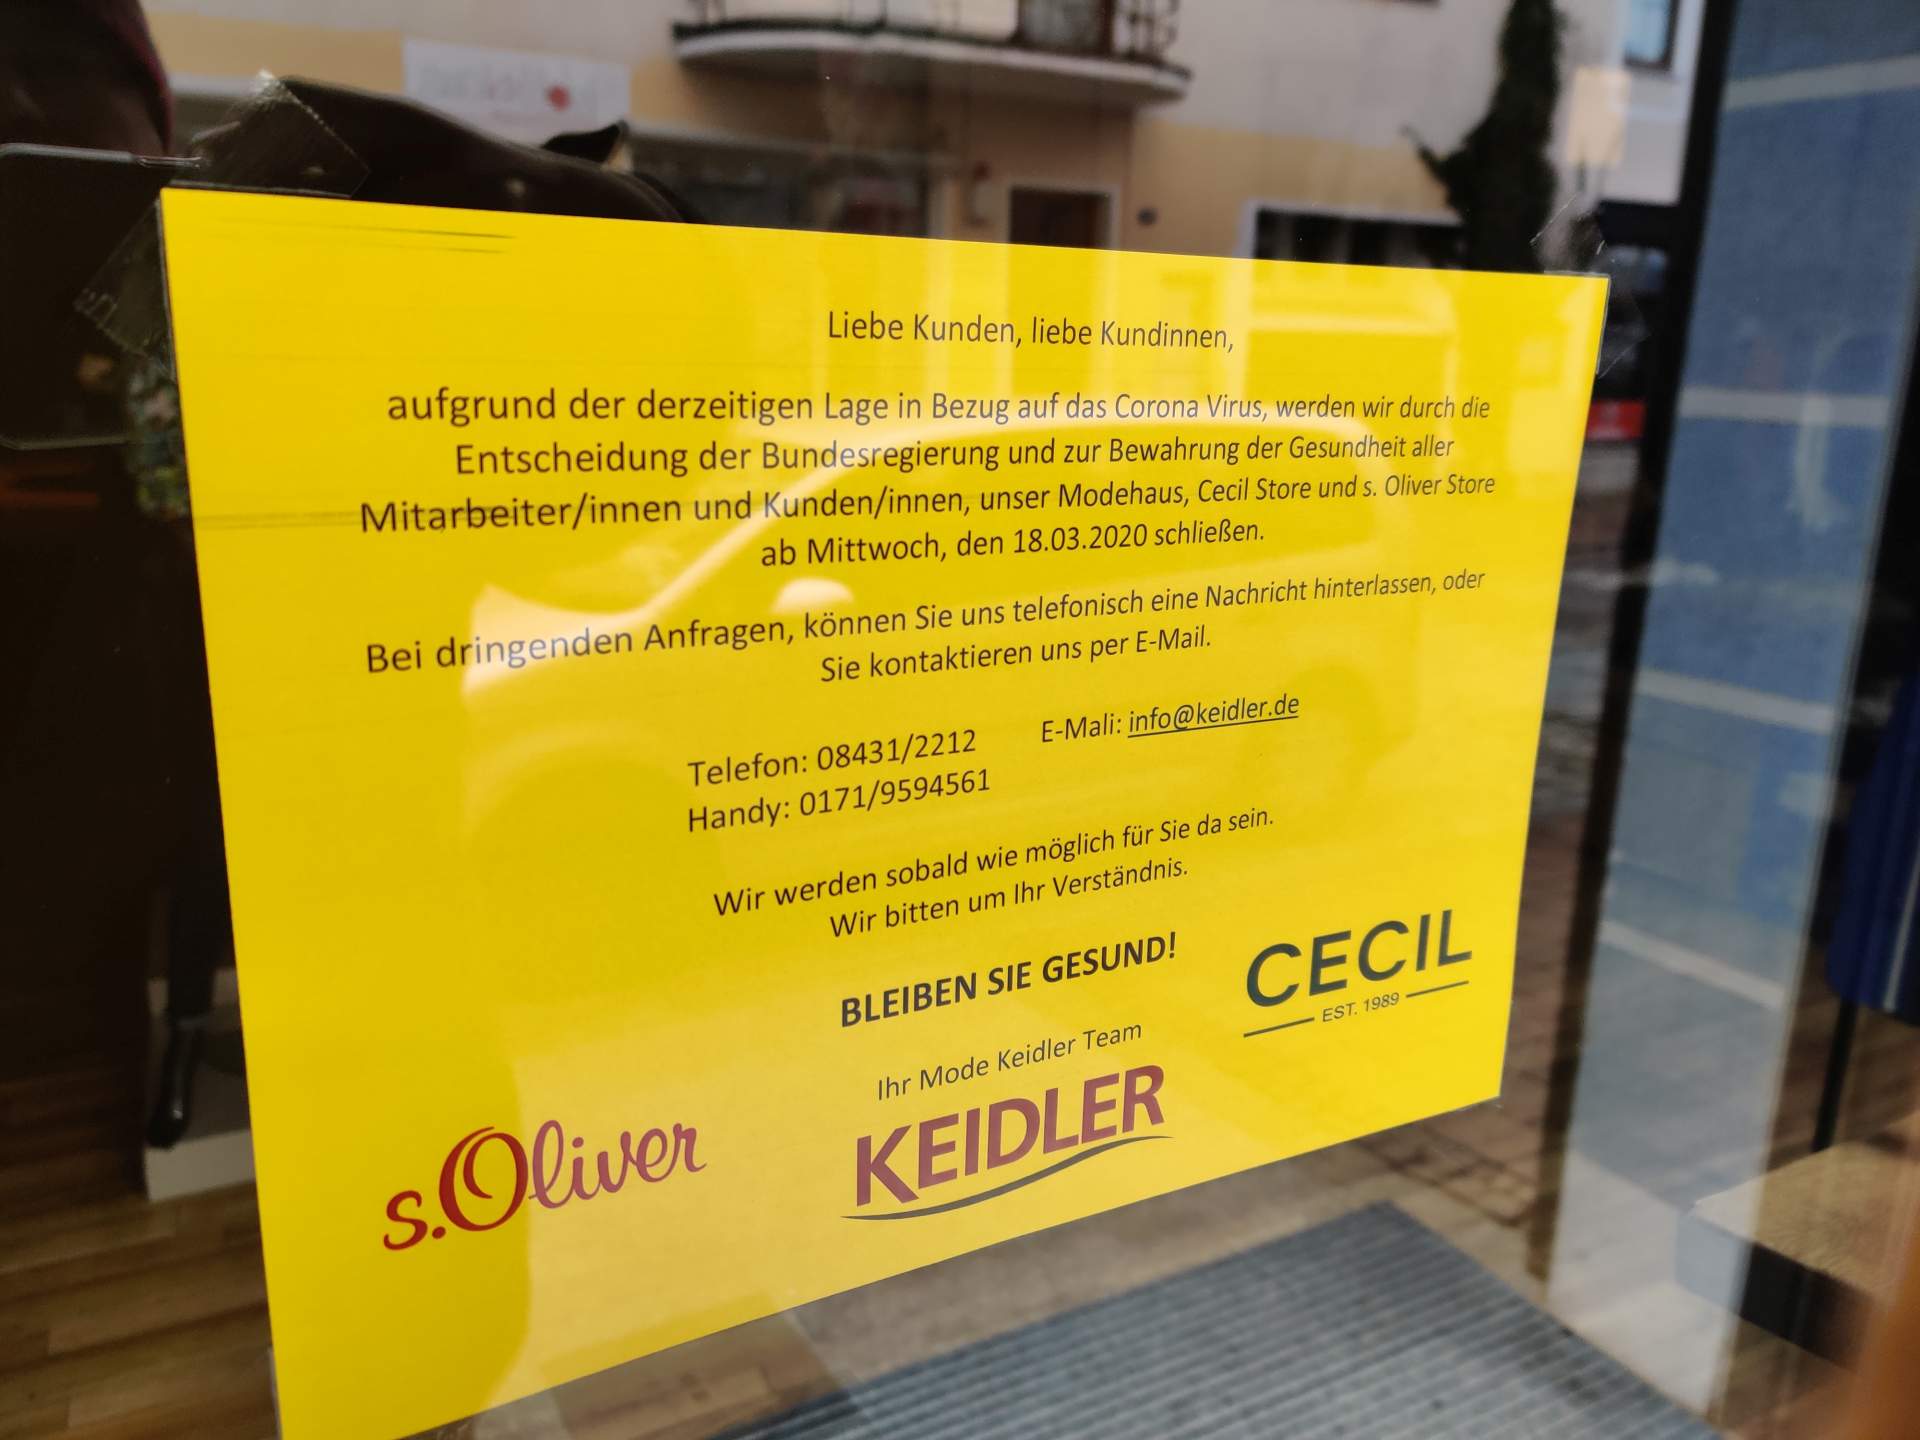 Liebe Kunden, liebe Kundinnen,
aufgrund der derzeitigen Lage in Bezug auf das Corona Virus, werden wir durch die
Entscheidung der Bundesregierung und zur Bewahrung der Gesundheit aller
Mitarbeiter/innen und Kunden/innen, unser Modehaus, Cecil Store und s. Oliver Store
ab Mittwoch, den 18.03.2020 schließen.
Bei dringenden Anfragen, können Sie uns telefonisch eine Nachricht hinterlassen, oder
Sie kontaktieren uns per E-Mail.
Telefon: 08431/2212 E-Mali: info@keidler.de
Handy: 0171/9594561
Wir werden sobald wie möglich für Sie da sein.
Wir bitten um Ihr Verständnis.
BLEIBEN SIE GESUND!
Ihr Mode Keidler Team
CECIL
EST. 1989
s.Oliver
KEIDLER